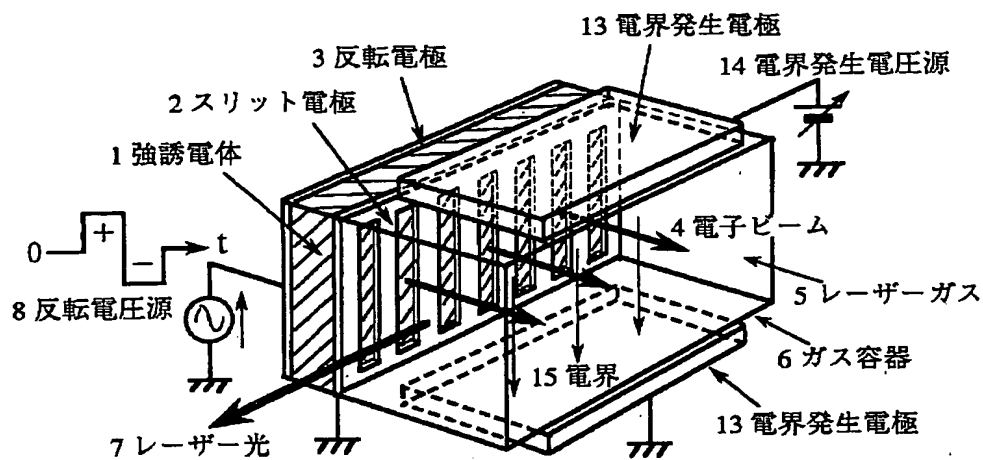 13 電界発生電極
3 反転電極
14 電界発生電圧源
2 スリット電極
1 強誘電体
4 電子ビーム
0 + − t
5 レーザーガス
8 反転電圧源
6 ガス容器
15 電界
13 電界発生電極
7 レーザー光